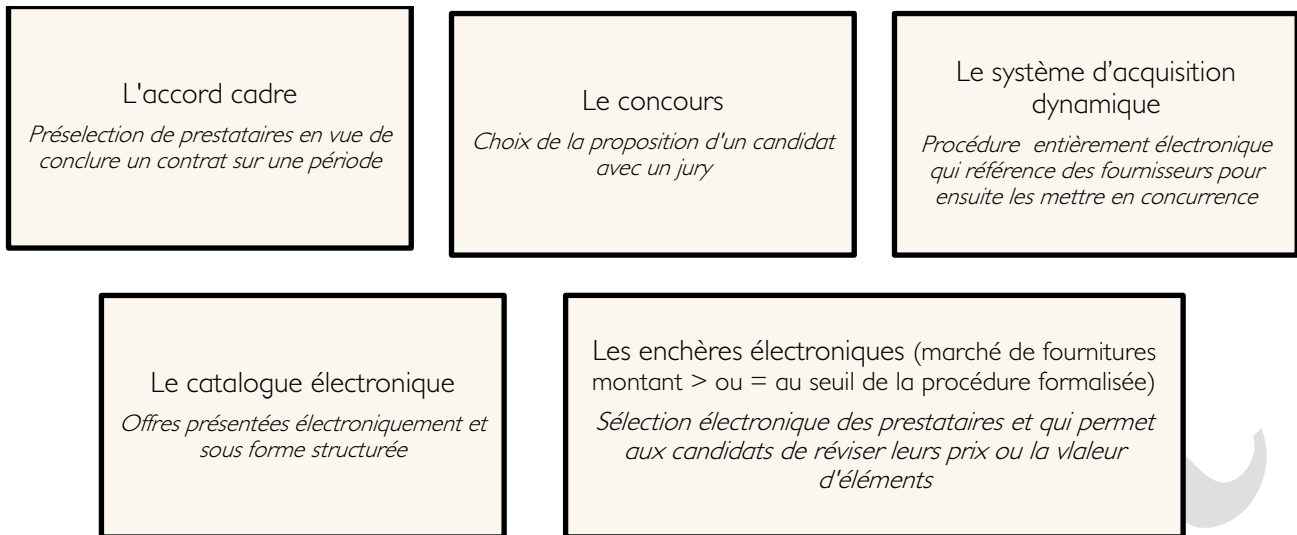 L'accord cadre
Préselection de prestataires en vue de
conclure un contrat sur une période
Le concours
Choix de la proposition d'un candidat
avec un jury
Le système d’acquisition
dynamique
Procédure entièrement électronique
qui référence des fournisseurs pour
ensuite les mettre en concurrence
Le catalogue électronique
Offres présentées électroniquement et
sous forme structurée
Les enchères électroniques (marché de fournitures
montant > ou = au seuil de la procédure formalisée)
Sélection électronique des prestataires et qui permet
aux candidats de réviser leurs prix ou la vlaleur
d'éléments